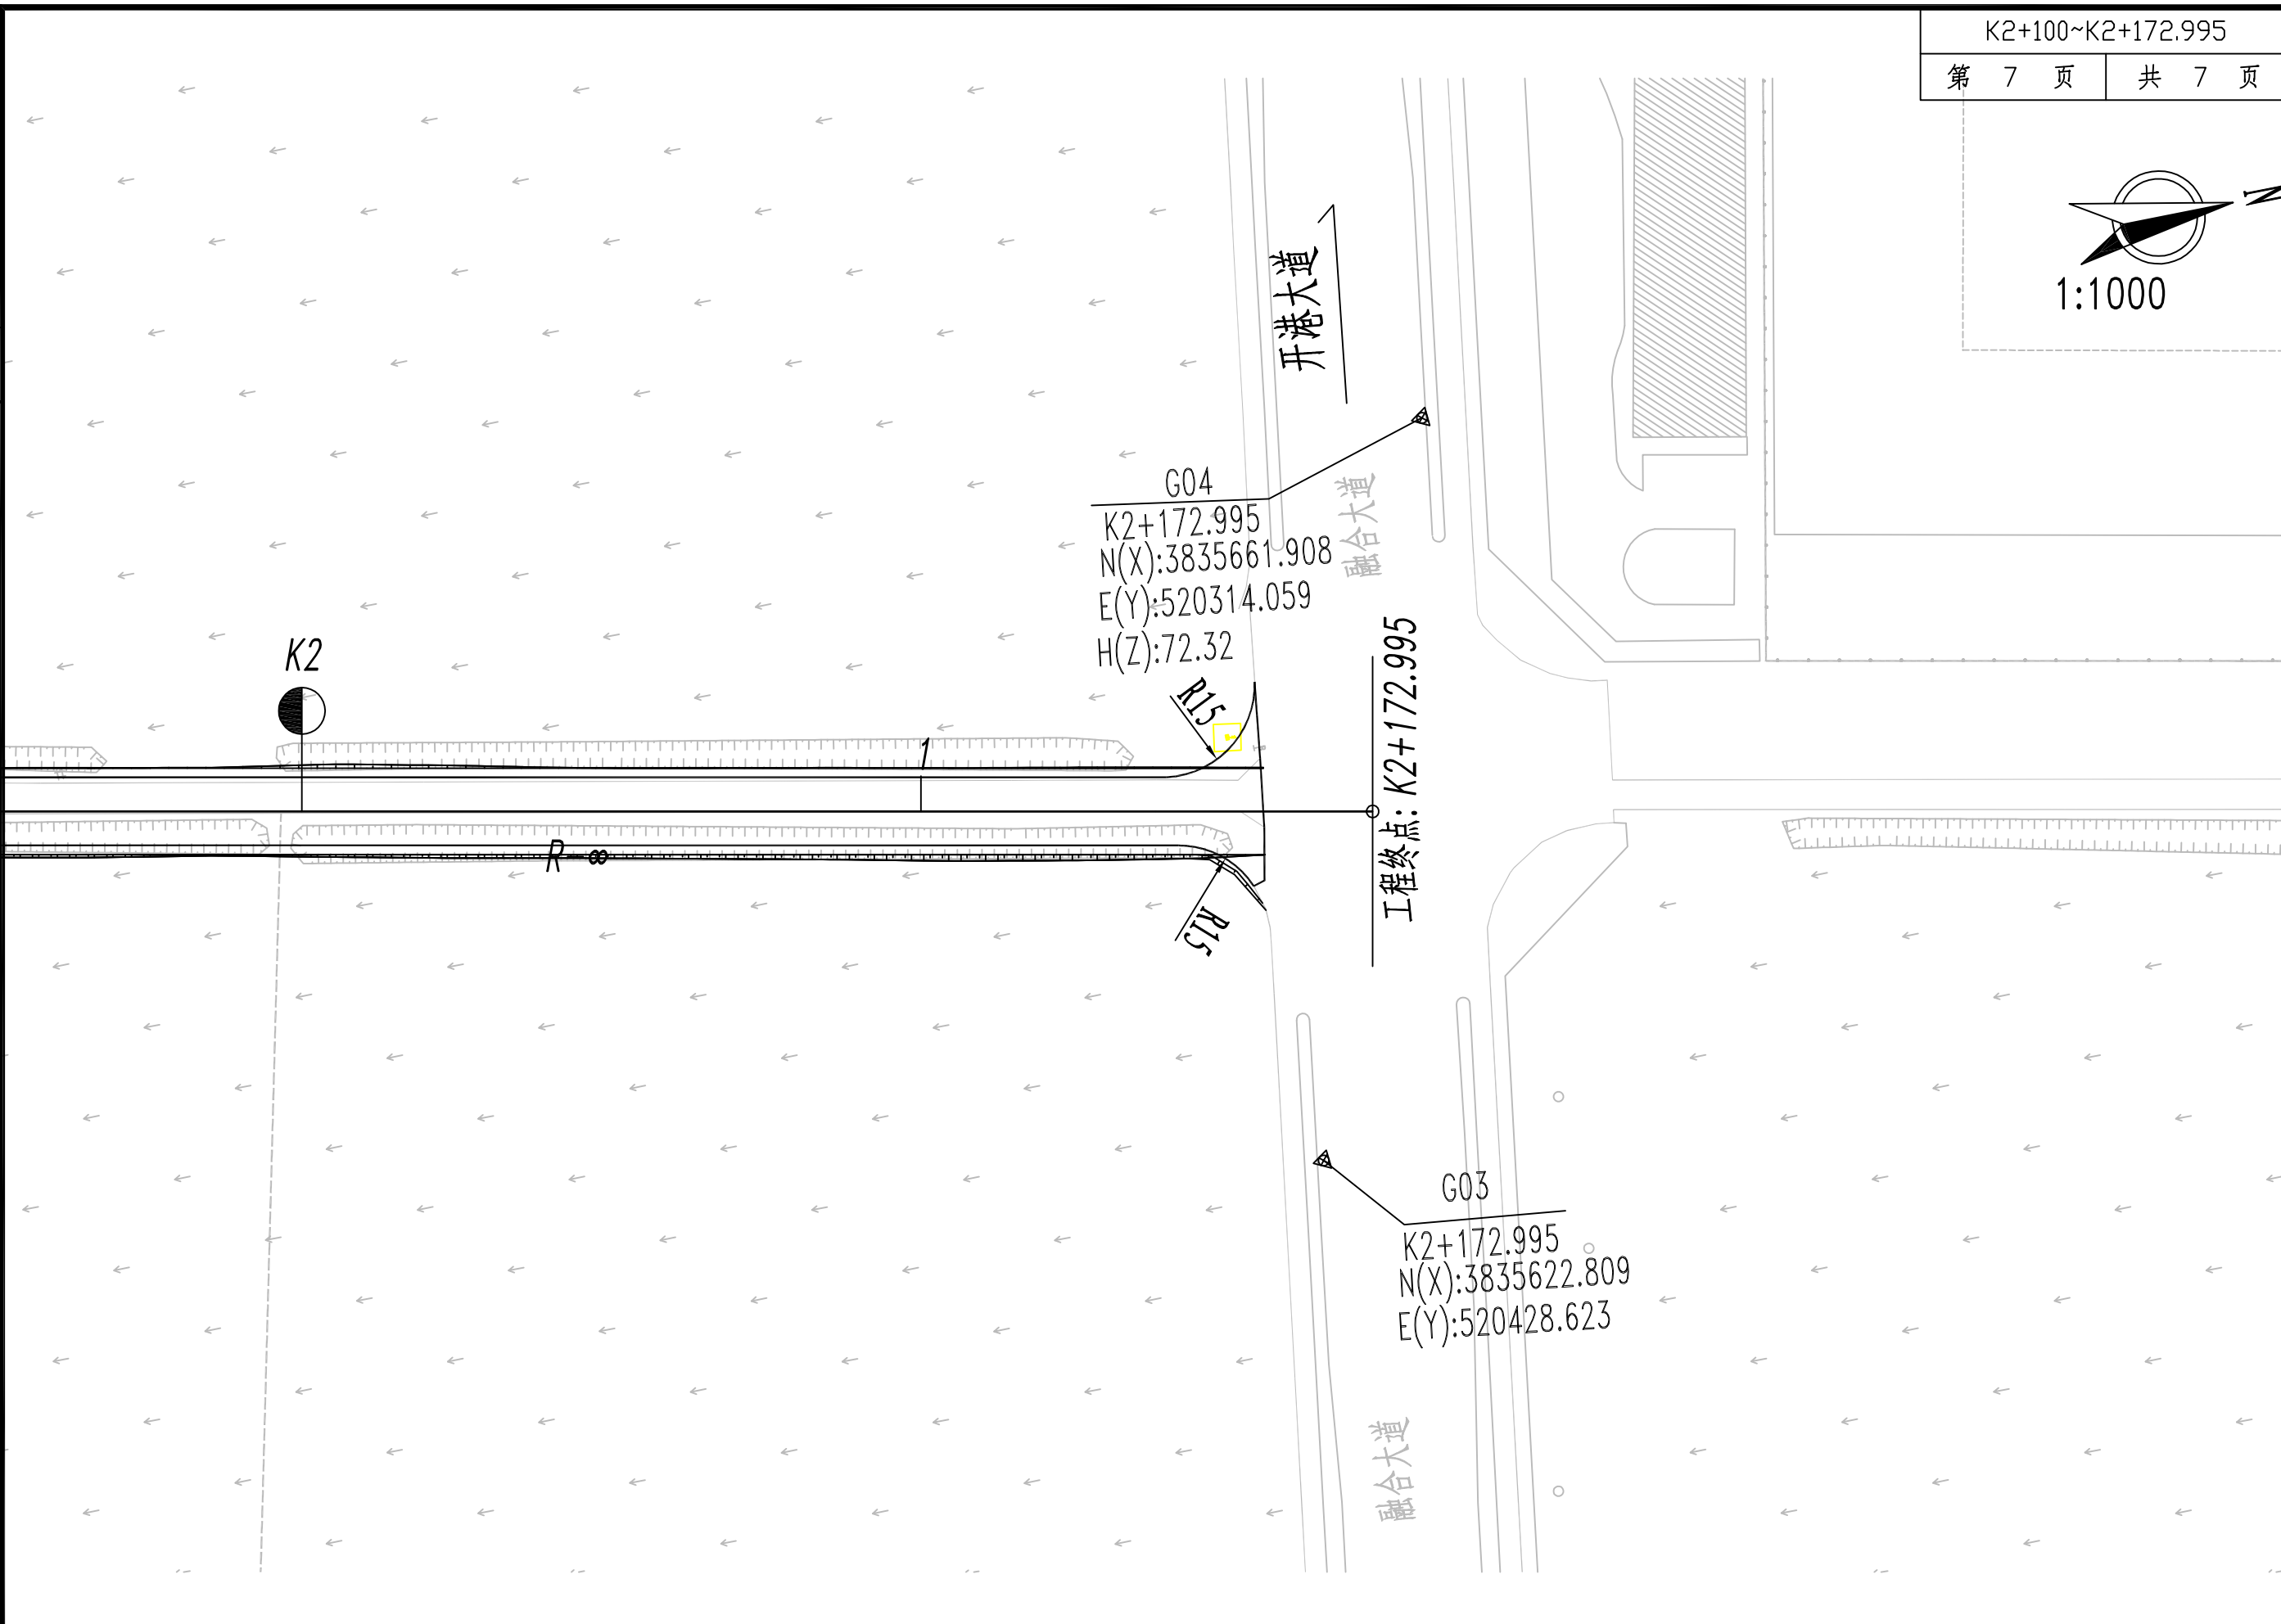 K2+100~K2+172.995
第 7 页 共 7 页
N
1:1000
开港大道
G04
K2+172.995
N(X):3835661.908
E(Y):520314.059
H(Z):72.32
融合大道
K2
R15
1
工程终点: K2+172.995
R-∞
R15
G03
K2+172.995
N(X):3835622.809
E(Y):520428.623
融合大道